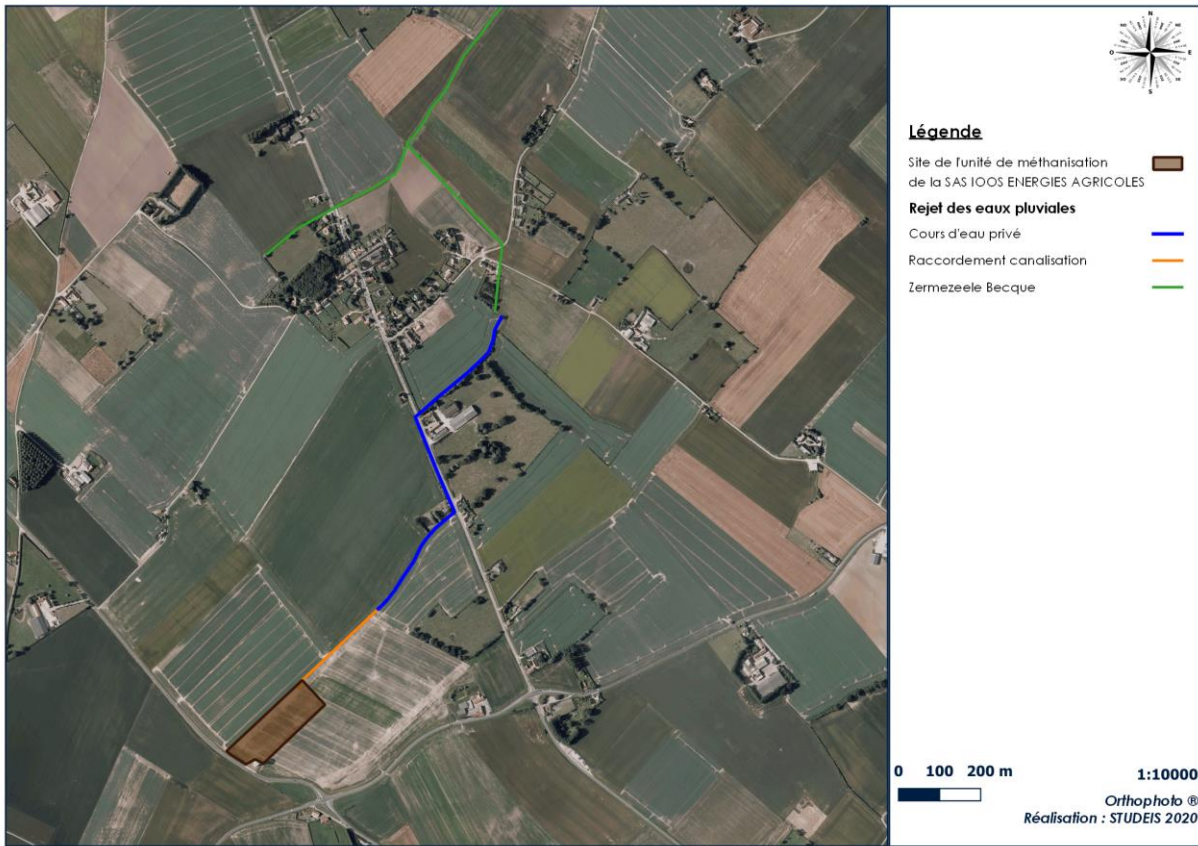 N
O
E
S
Légende
Site de l'unité de méthanisation
de la SAS IOOS ENERGIES AGRICOLES
Rejet des eaux pluviales
Cours d'eau privé
Raccordement canalisation
Zermezeele Becque
0 100 200 m
1:10000
Orthophoto ®
Réalisation : STUDEIS 2020